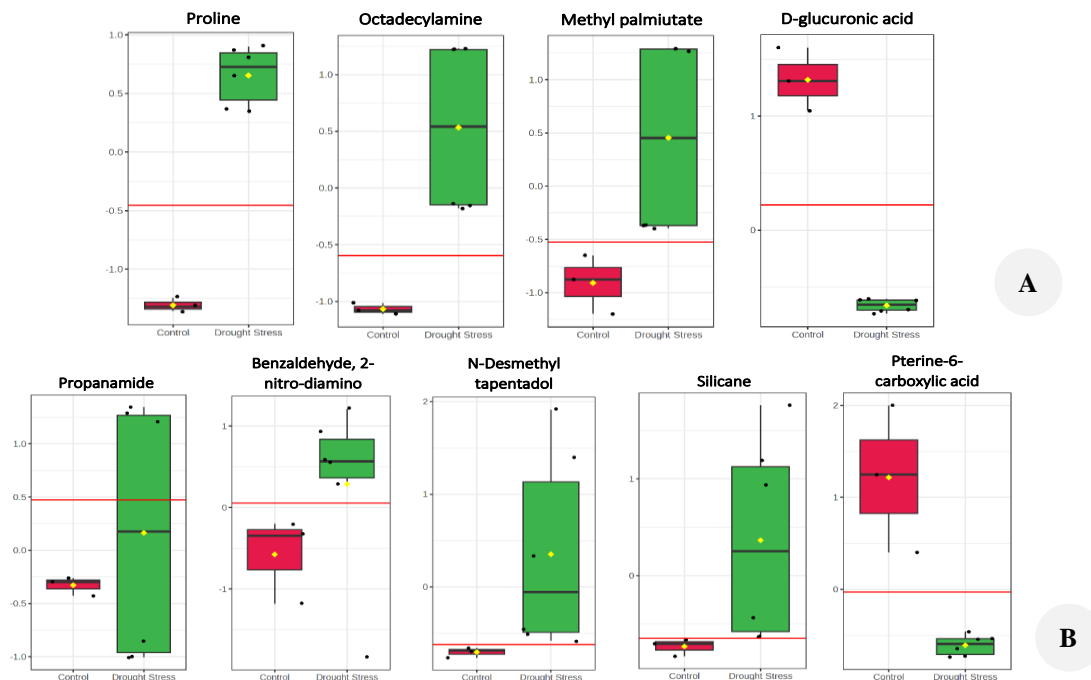 Proline
Octadecylamine
Methyl palmiutate
D-glucuronic acid
1.0
0.5
0.0
-0.5
-1.0
Control
Drought Stress
1.0
0.5
0.0
-0.5
-1.0
Control
Drought Stress
1.0
0.5
0.0
-0.5
-1.0
Control
Drought Stress
1
0
Control
Drought Stress
A
Propanamide
Benzaldehyde, 2-
nitro-diamino
N-Desmethyl
tapentadol
Silicane
Pterine-6-
carboxylic acid
1.0
0.5
0.0
-0.5
-1.0
Control
Drought Stress
1
0
-1
Control
Drought Stress
2
1
0
Control
Drought Stress
1
0
Control
Drought Stress
2
1
0
Control
Drought Stress
B